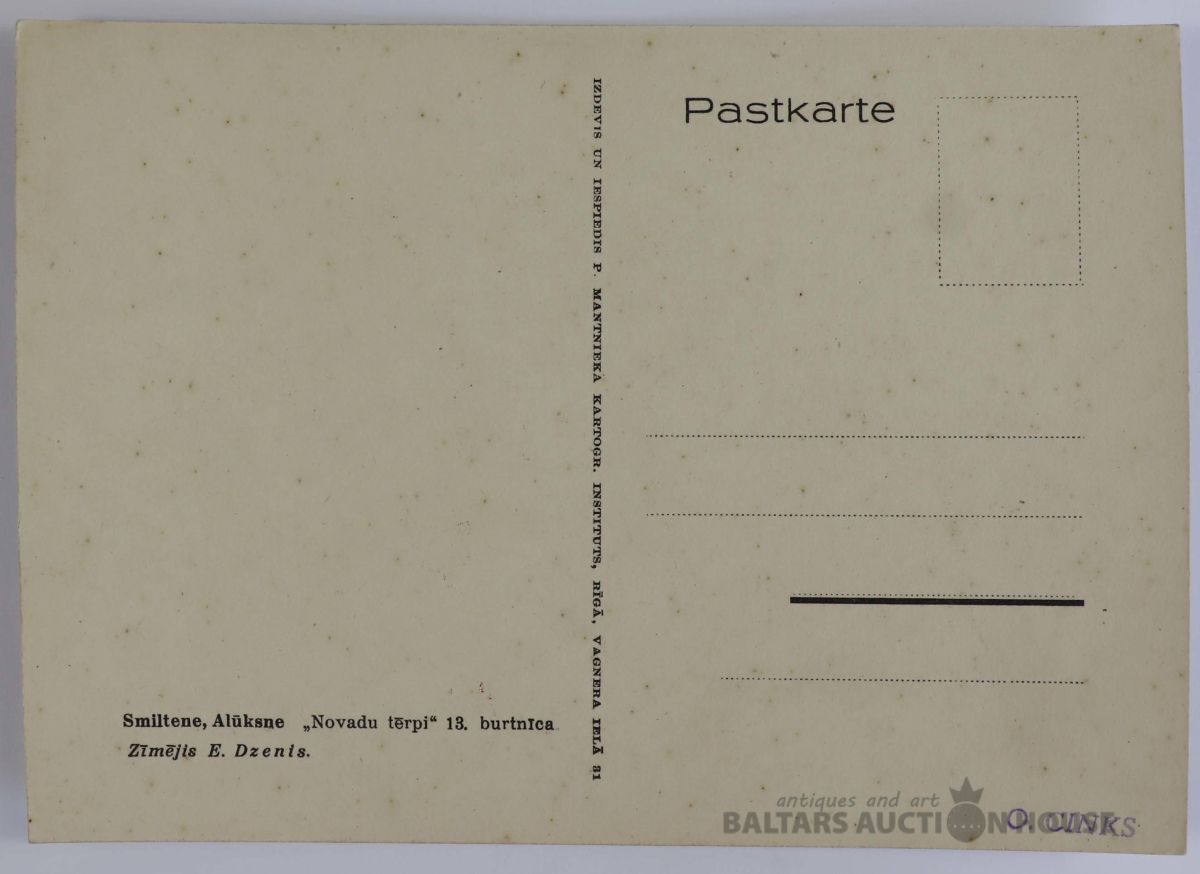 Pastkarte
IZDEVIS UN IESPIEDIS P. MANTNIEKA KARTOGR. INSTITUTS, RĪGĀ, VAGNERA IELĀ 31
Smiltene, Alūksne „Novadu tērpi“ 13. burtnīca
Zīmējis E. Dzenis.
antiques and art
BALTARS AUCTION HOUSE
O.